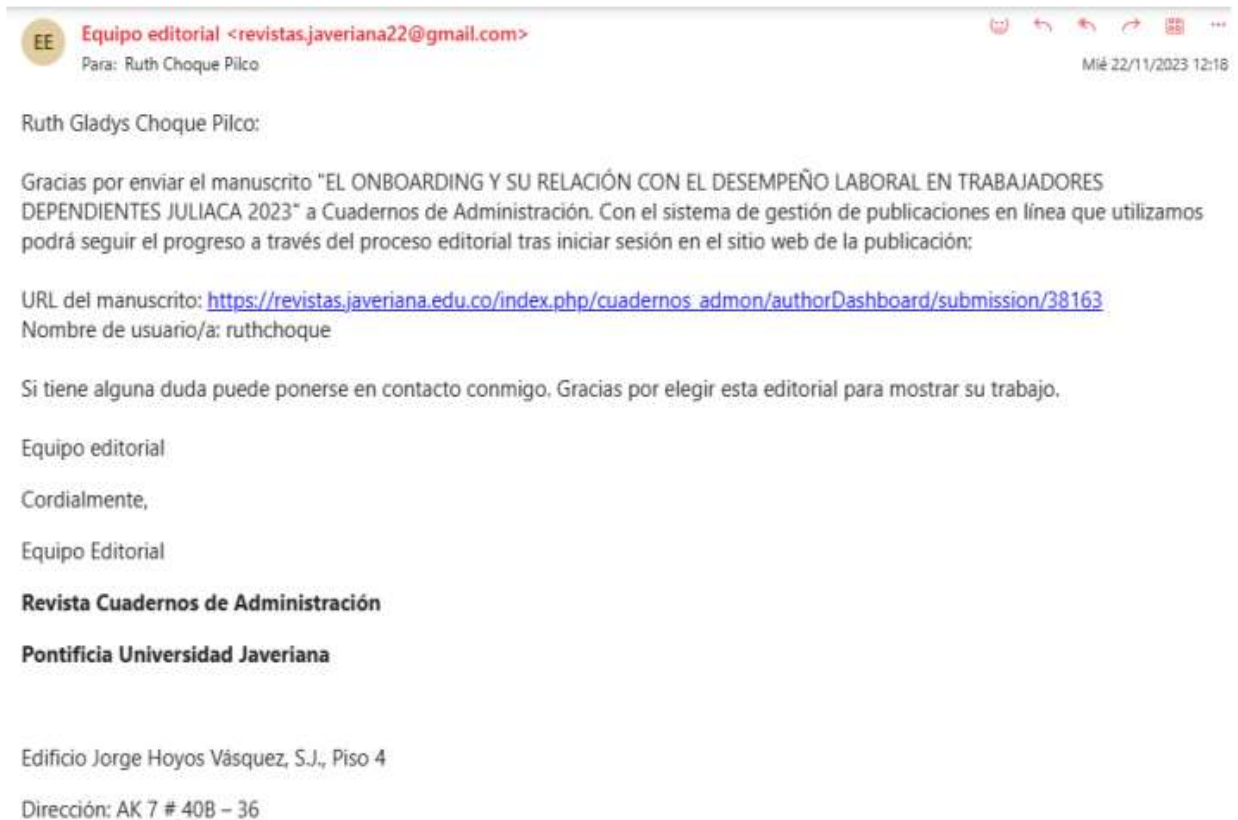 EE
Equipo editorial <revistas.javeriana22@gmail.com>
Para: Ruth Choque Pilco
Mié 22/11/2023 12:18
Ruth Gladys Choque Pilco:
Gracias por enviar el manuscrito "EL ONBOARDING Y SU RELACIÓN CON EL DESEMPEÑO LABORAL EN TRABAJADORES
DEPENDIENTES JULIACA 2023" a Cuadernos de Administración. Con el sistema de gestión de publicaciones en línea que utilizamos
podrá seguir el progreso a través del proceso editorial tras iniciar sesión en el sitio web de la publicación:
URL del manuscrito: https://revistas.javeriana.edu.co/index.php/cuadernos_admon/authorDashboard/submission/38163
Nombre de usuario/a: ruthchoque
Si tiene alguna duda puede ponerse en contacto conmigo. Gracias por elegir esta editorial para mostrar su trabajo.
Equipo editorial
Cordialmente,
Equipo Editorial
Revista Cuadernos de Administración
Pontificia Universidad Javeriana
Edificio Jorge Hoyos Vásquez, S.J., Piso 4
Dirección: AK 7 # 40B – 36